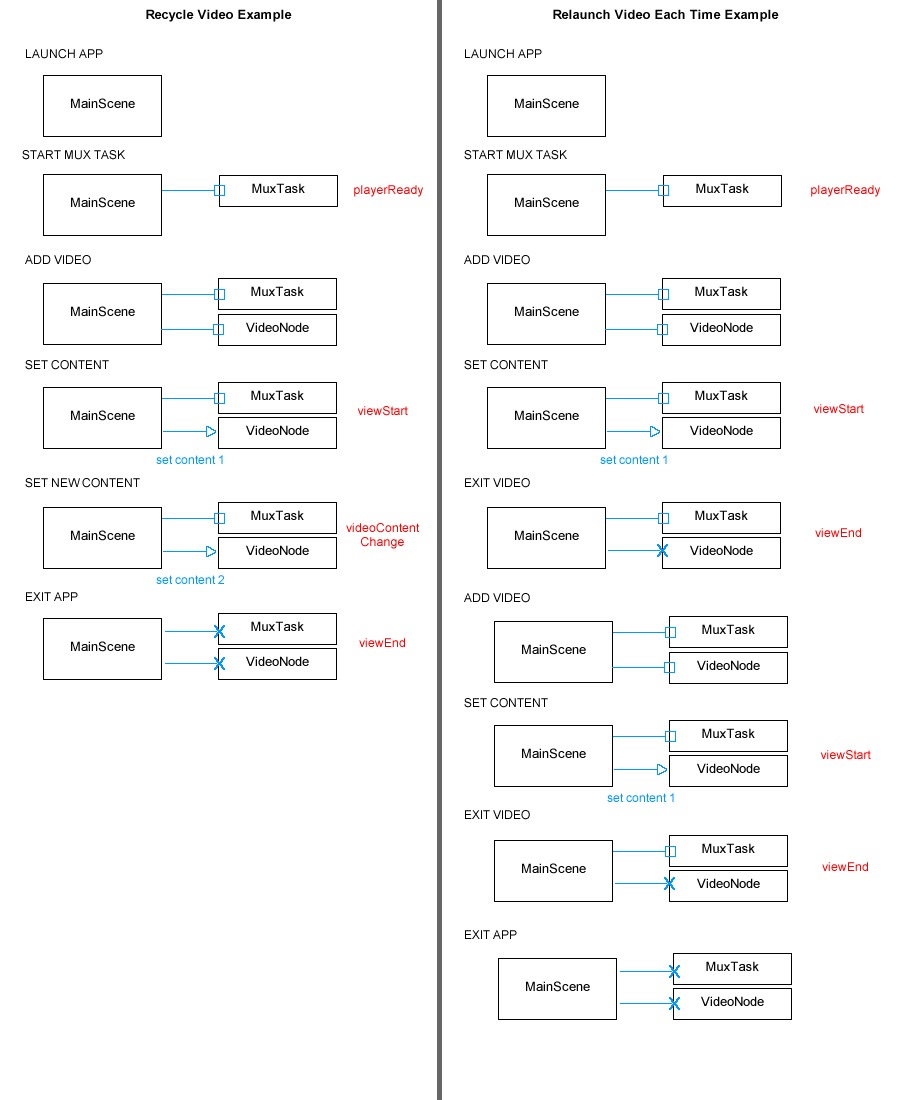 Recycle Video Example
LAUNCH APP
MainScene
START MUX TASK
MainScene
MuxTask
playerReady
ADD VIDEO
MainScene
MuxTask
VideoNode
SET CONTENT
MainScene
MuxTask
VideoNode
viewStart
set content 1
SET NEW CONTENT
MainScene
MuxTask
VideoNode
videoContent
Change
set content 2
EXIT APP
MainScene
MuxTask
VideoNode
viewEnd
Relaunch Video Each Time Example
LAUNCH APP
MainScene
START MUX TASK
MainScene
MuxTask
playerReady
ADD VIDEO
MainScene
MuxTask
VideoNode
SET CONTENT
MainScene
MuxTask
VideoNode
viewStart
set content 1
EXIT VIDEO
MainScene
MuxTask
VideoNode
viewEnd
ADD VIDEO
MainScene
MuxTask
VideoNode
SET CONTENT
MainScene
MuxTask
VideoNode
viewStart
set content 1
EXIT VIDEO
MainScene
MuxTask
VideoNode
viewEnd
EXIT APP
MainScene
MuxTask
VideoNode